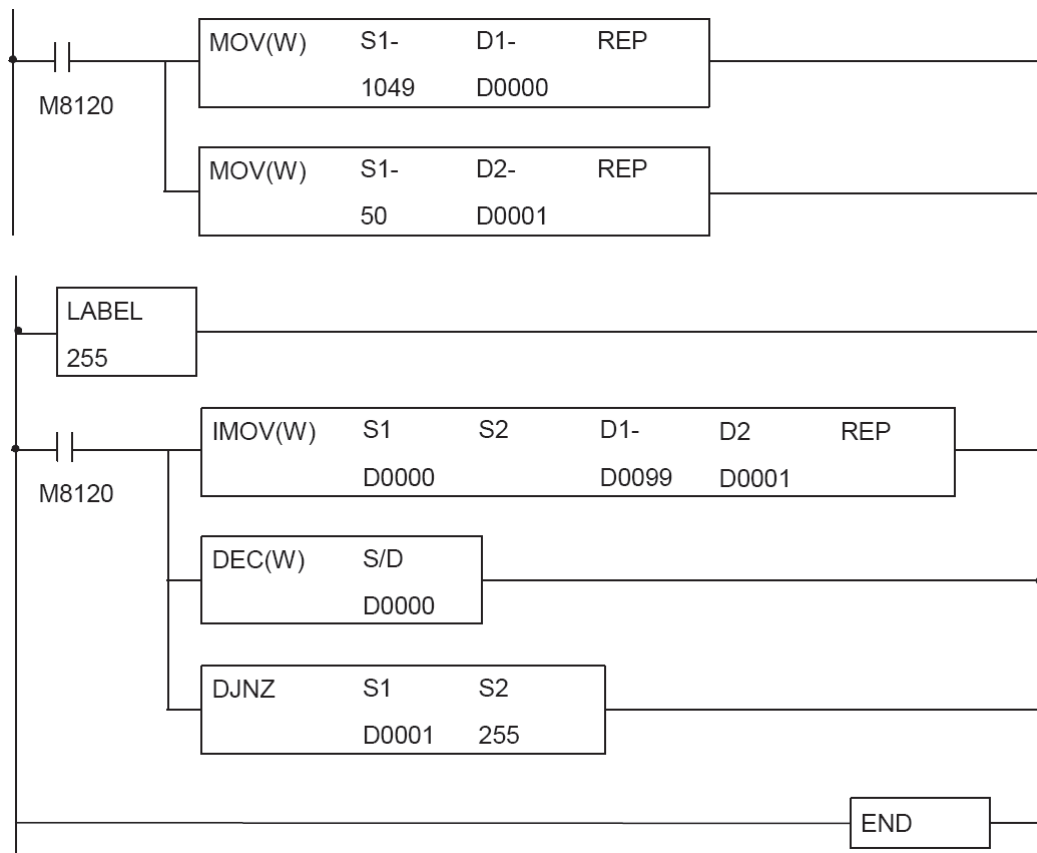 MOV(W) S1- D1- REP
1049 D0000
M8120
MOV(W) S1- D2- REP
50 D0001
LABEL
255
IMOV(W) S1 S2 D1- D2 REP
D0000 D0099 D0001
M8120
DEC(W) S/D
D0000
DJNZ S1 S2
D0001 255
END